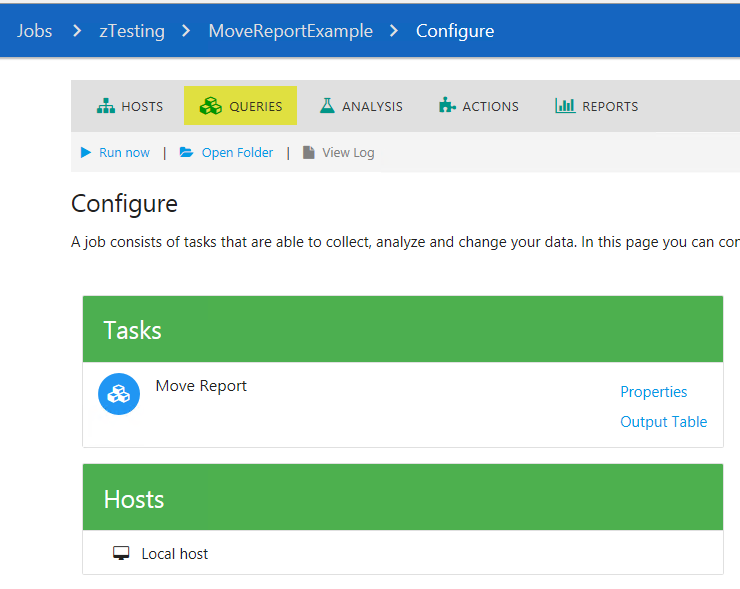 Jobs > zTesting > MoveReportExample > Configure
HOSTS QUERIES ANALYSIS ACTIONS REPORTS
Run now | Open Folder | View Log
Configure
A job consists of tasks that are able to collect, analyze and change your data. In this page you can cor
Tasks
Move Report
Properties
Output Table
Hosts
Local host